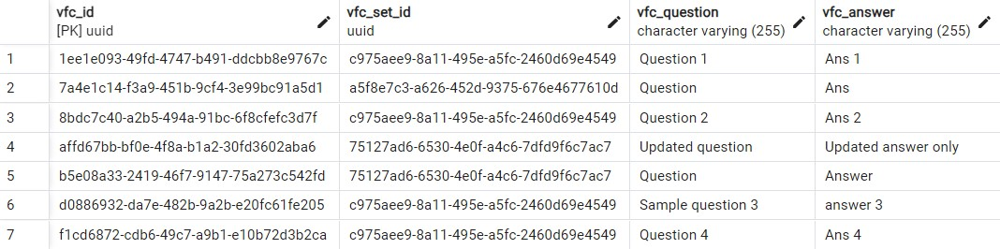 vfc_id vfc_set_id vfc_question vfc_answer
[PK] uuid uuid character varying (255) character varying (255)
1 1ee1e093-49fd-4747-b491-ddcbb8e9767c c975aee9-8a11-495e-a5fc-2460d69e4549 Question 1 Ans 1
2 7a4e1c14-f3a9-451b-9cf4-3e99bc91a5d1 a5f8e7c3-a626-452d-9375-676e4677610d Question Ans
3 8bdc7c40-a2b5-494a-91bc-6f8cfefc3d7f c975aee9-8a11-495e-a5fc-2460d69e4549 Question 2 Ans 2
4 affd67bb-bf0e-4f8a-b1a2-30fd3602aba6 75127ad6-6530-4e0f-a4c6-7dfd9f6c7ac7 Updated question Updated answer only
5 b5e08a33-2419-46f7-9147-75a273c542fd 75127ad6-6530-4e0f-a4c6-7dfd9f6c7ac7 Question Answer
6 d0886932-da7e-482b-9a2b-e20fc61fe205 c975aee9-8a11-495e-a5fc-2460d69e4549 Sample question 3 answer 3
7 f1cd6872-cdb6-49c7-a9b1-e10b72d3b2ca c975aee9-8a11-495e-a5fc-2460d69e4549 Question 4 Ans 4